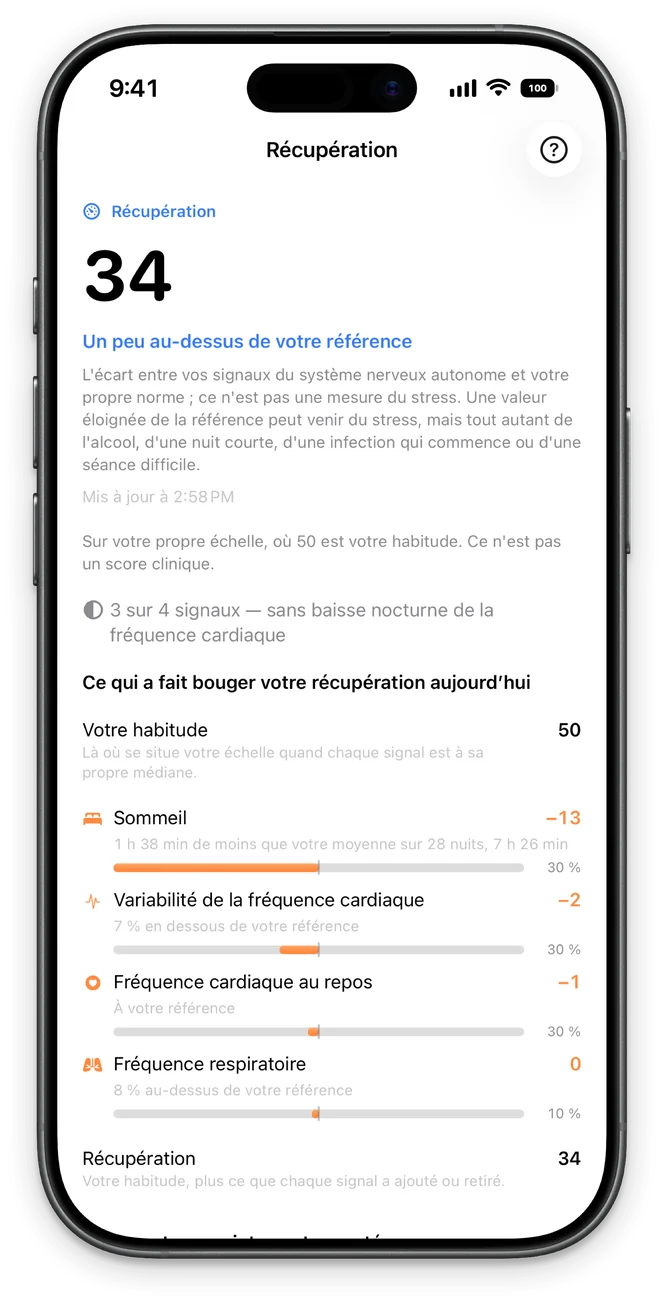 9:41
100
Récupération
Récupération
34
Un peu au-dessus de votre référence
L'écart entre vos signaux du système nerveux autonome et votre
propre norme ; ce n'est pas une mesure du stress. Une valeur
éloignée de la référence peut venir du stress, mais tout autant de
l'alcool, d'une nuit courte, d'une infection qui commence ou d'une
séance difficile.
Mis à jour à 2:58 PM
Sur votre propre échelle, où 50 est votre habitude. Ce n'est pas
un score clinique.
3 sur 4 signaux — sans baisse nocturne de la
fréquence cardiaque
Ce qui a fait bouger votre récupération aujourd'hui
Votre habitude 50
Là où se situe votre échelle quand chaque signal est à sa
propre médiane.
Sommeil −13
1 h 38 min de moins que votre moyenne sur 28 nuits, 7 h 26 min
30 %
Variabilité de la fréquence cardiaque −2
7 % en dessous de votre référence
30 %
Fréquence cardiaque au repos −1
À votre référence
30 %
Fréquence respiratoire 0
8 % au-dessus de votre référence
10 %
Récupération 34
Votre habitude, plus ce que chaque signal a ajouté ou retiré.